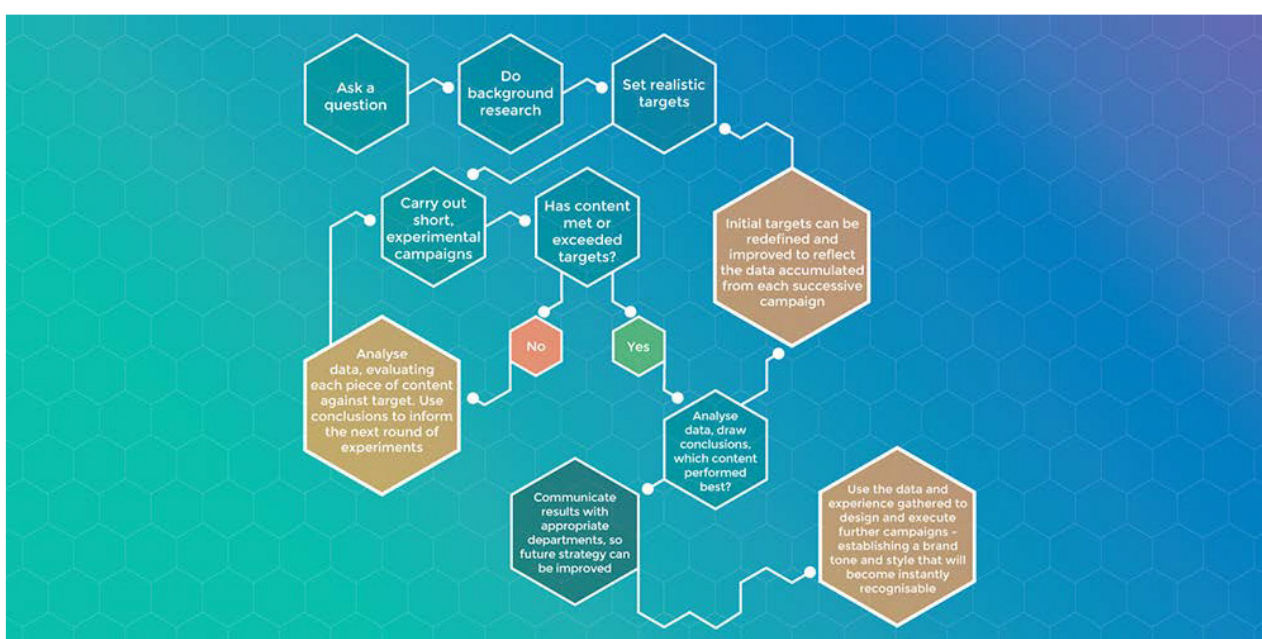 Ask a
question
Do
background
research
Set realistic
targets
Carry out
short,
experimental
campaigns
Has content
met or
exceeded
targets?
Initial targets can be
redefined and
improved to reflect
the data accumulated
from each successive
campaign
No
Yes
Analyse
data, evaluating
each piece of content
against target. Use
conclusions to inform
the next round of
experiments
Analyse
data, draw
conclusions,
which content
performed
best?
Communicate
results with
appropriate
departments, so
future strategy can
be improved
Use the data and
experience gathered to
design and execute
further campaigns -
establishing a brand
tone and style that will
become instantly
recognisable